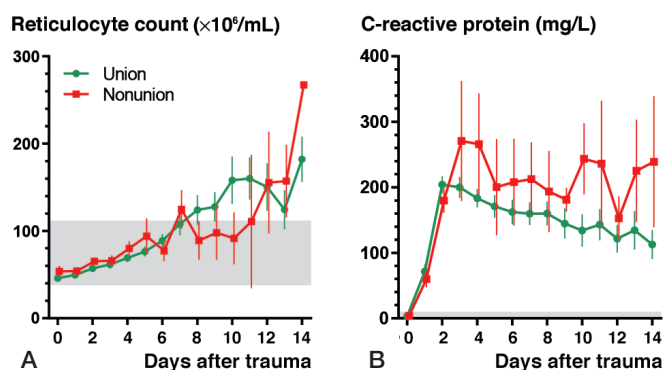 Reticulocyte count (×10⁶/mL)
300
200
100
0
Union
Nonunion
0 2 4 6 8 10 12 14
A Days after trauma
C-reactive protein (mg/L)
400
300
200
100
0
0 2 4 6 8 10 12 14
B Days after trauma